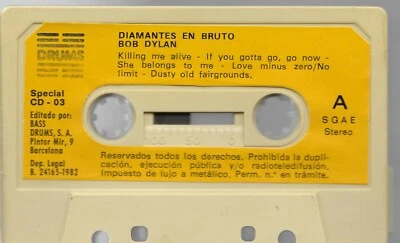 DIAMANTES EN BRUTO
BOB DYLAN
DRUMS
Killing me alive - If you gotta go, go now -
She belongs to me - Love minus zero/No
limit - Dusty old fairgrounds.
Special
CD - 03
Editado por:
BASS
DRUMS, S. A.
Pintor Mir, 9
Barcelona
Dep. Legal
B. 24165-1982
A
SGAE
Stereo
100 50 0
Reservados todos los derechos. Prohibida la dupli-
cación, ejecución pública y/o radioteledifusión.
Impuesto de lujo a metálico. Perm. n.º en trámite.